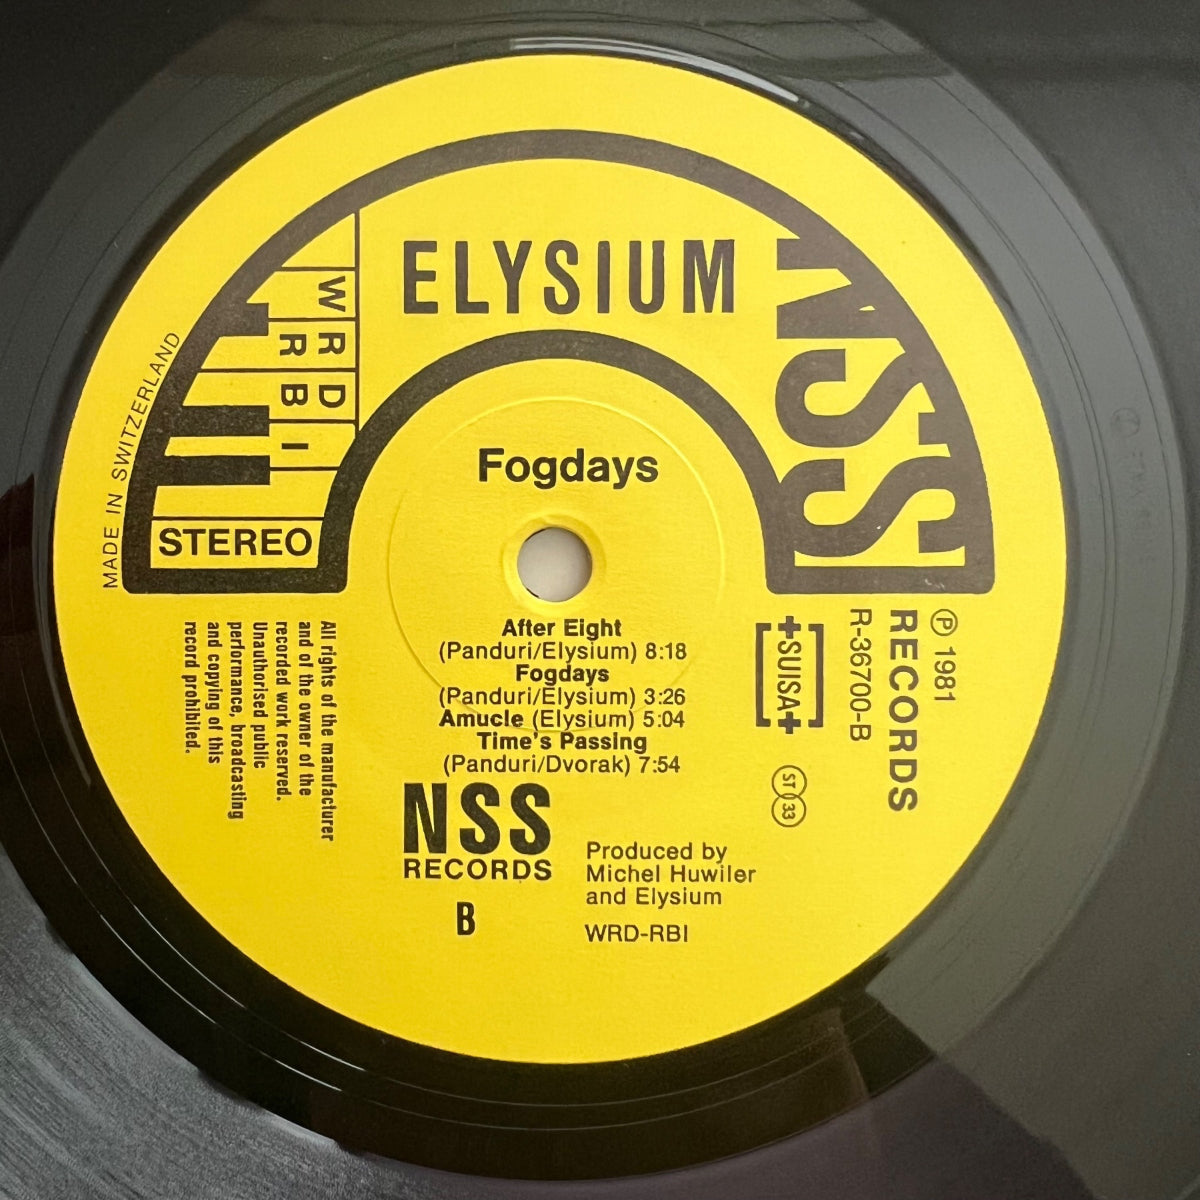 ELYSIUM
NSS
WRD
RBI
MADE IN SWITZERLAND
STEREO
Fogdays
After Eight
(Panduri/Elysium) 8:18
Fogdays
(Panduri/Elysium) 3:26
Amucle (Elysium) 5:04
Time's Passing
(Panduri/Dvorak) 7:54
NSS
RECORDS
B
Produced by
Michel Huwiler
and Elysium
WRD-RBI
All rights of the manufacturer
and of the owner of the
recorded work reserved.
Unauthorised public
performance, broadcasting
and copying of this
record prohibited.
℗ 1981
RECORDS
R-36700-B
SUISA
ST 33